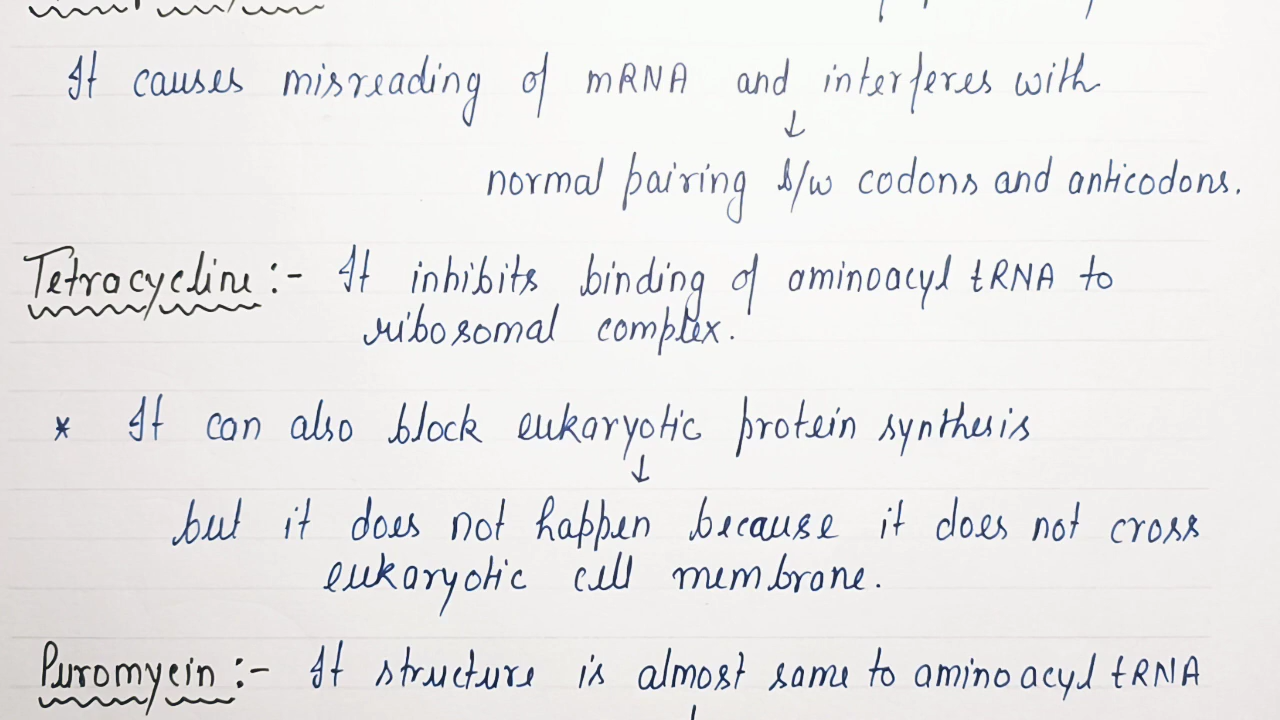 It causes misreading of mRNA and interferes with
↓
normal pairing b/w codons and anticodons.
Tetracycline :- It inhibits binding of aminoacyl tRNA to
ribosomal complex.
* It can also block eukaryotic protein synthesis
↓
but it does not happen because it does not cross
eukaryotic cell membrane.
Puromycin :- It structure is almost same to aminoacyl tRNA